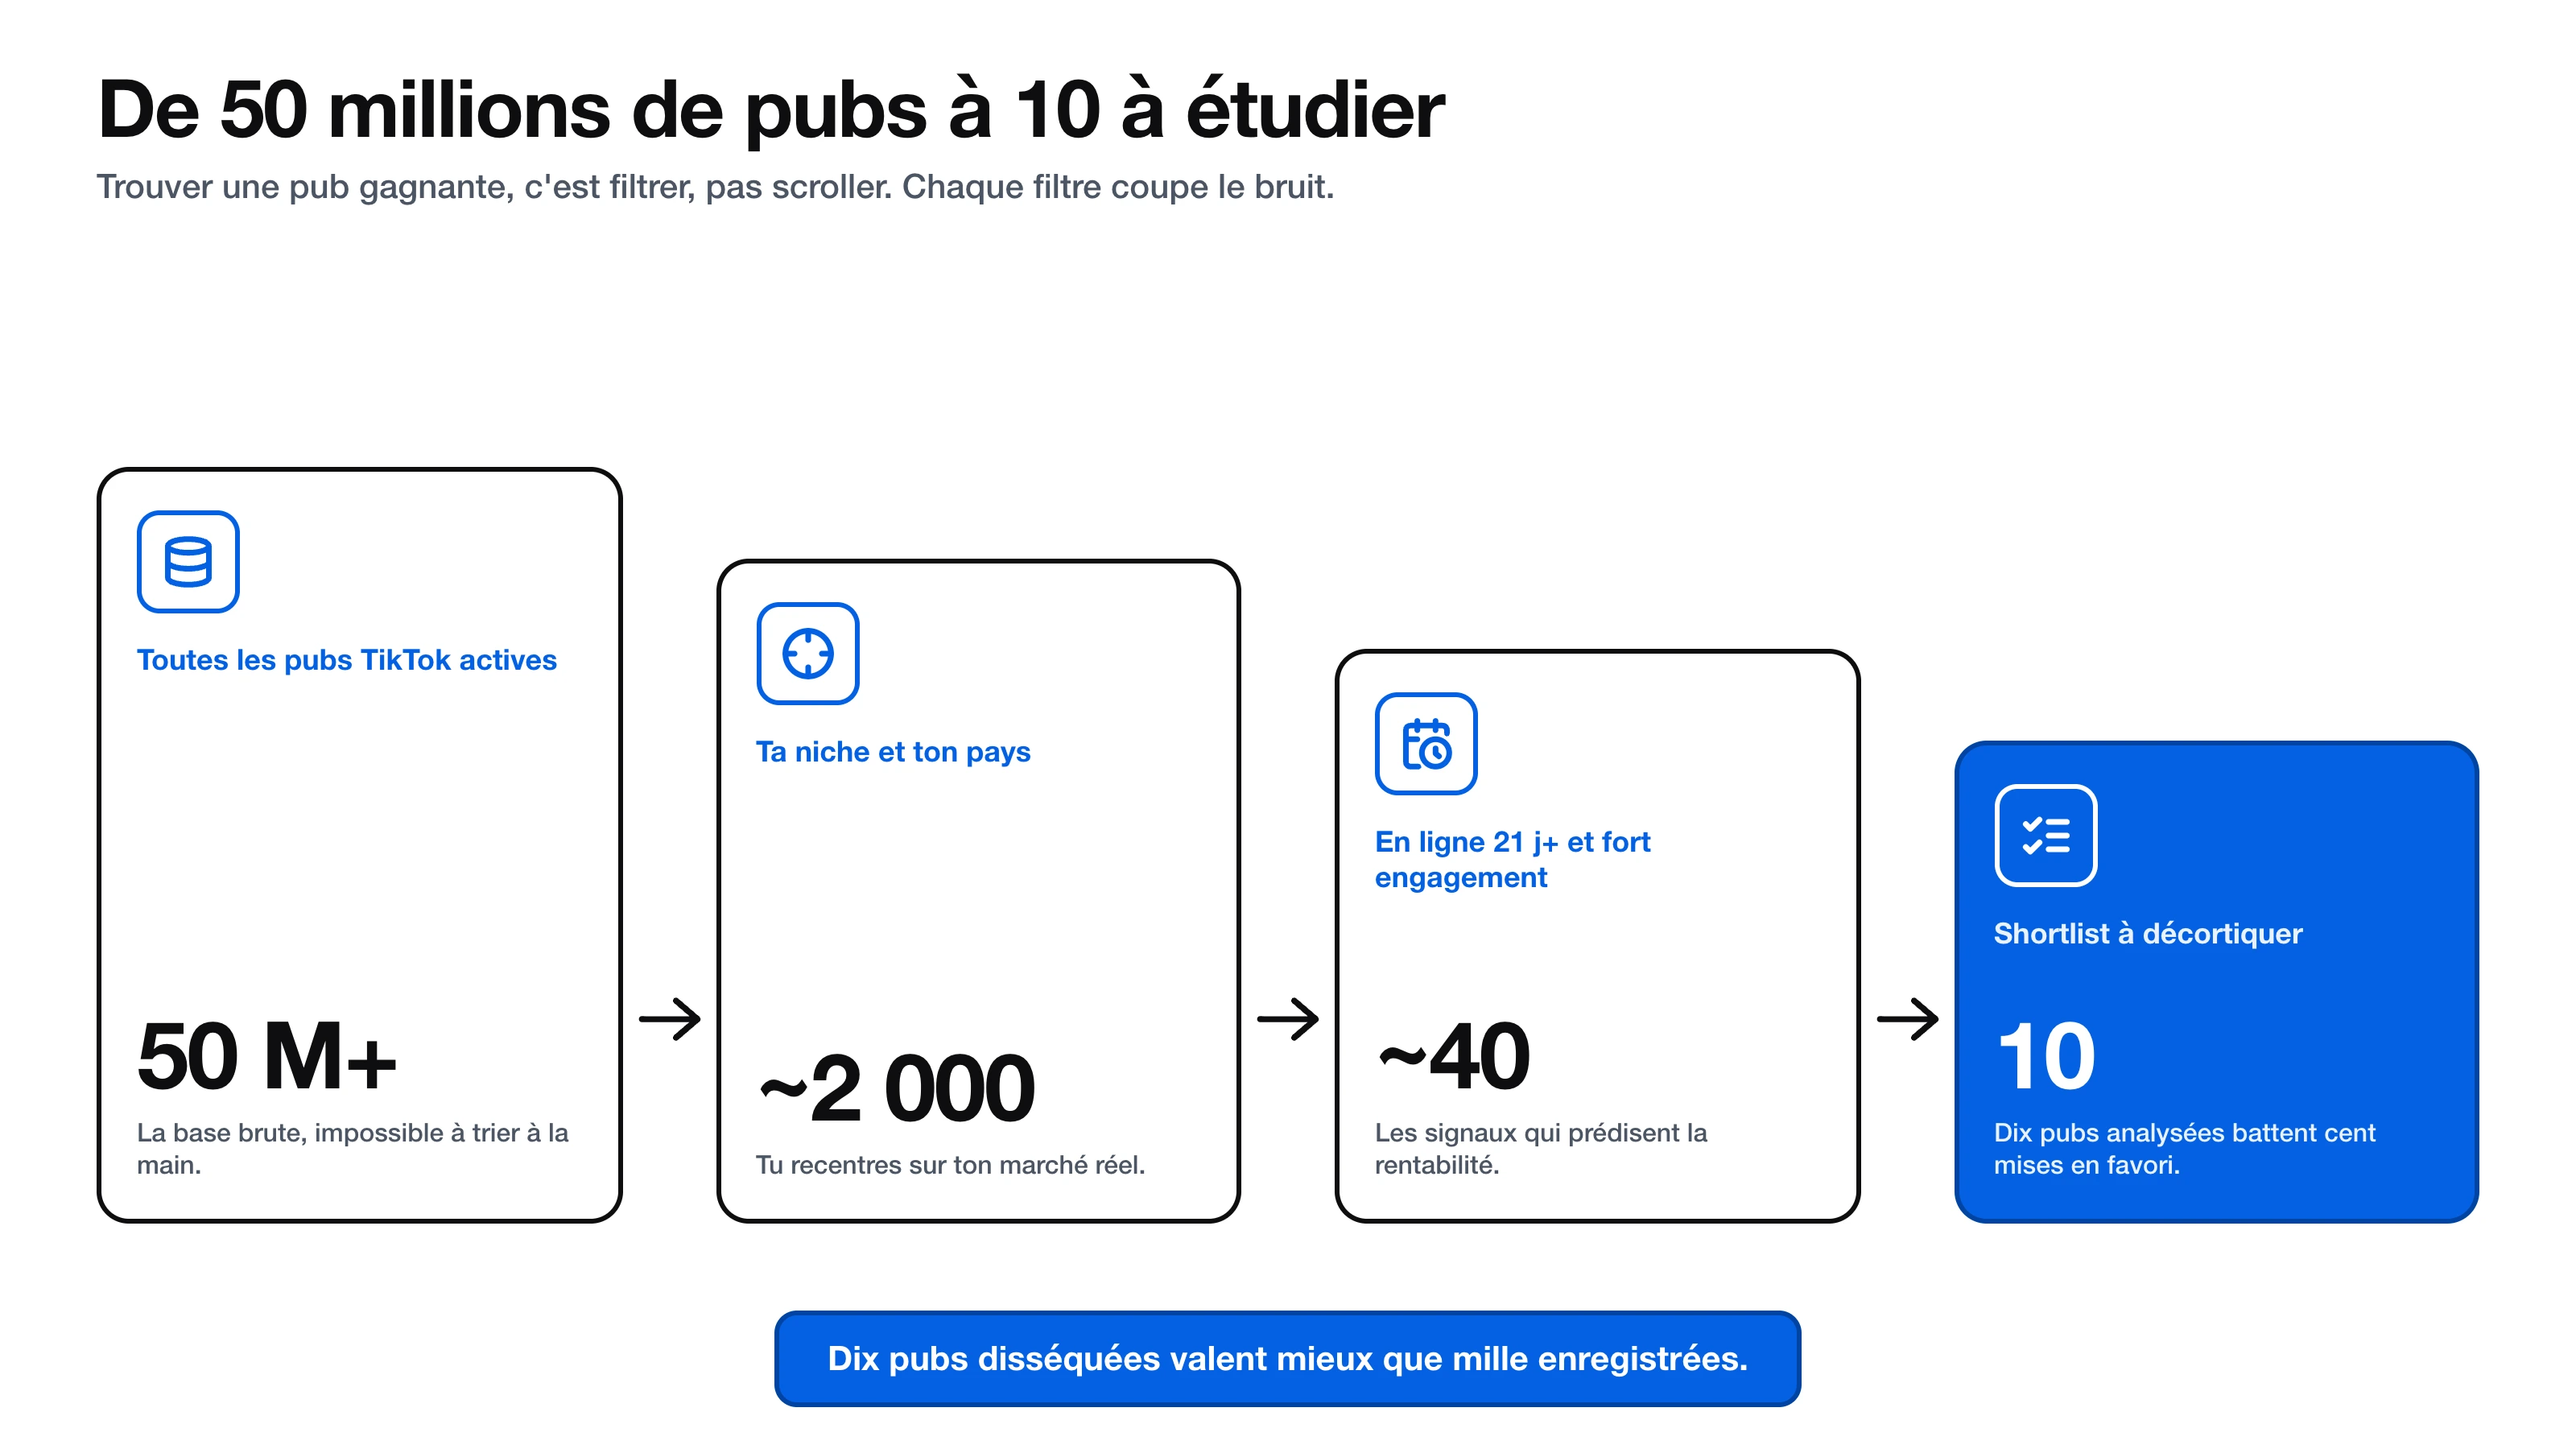 De 50 millions de pubs à 10 à étudier
Trouver une pub gagnante, c'est filtrer, pas scroller. Chaque filtre coupe le bruit.
Toutes les pubs TikTok actives
50 M+
La base brute, impossible à trier à la
main.
Ta niche et ton pays
~2 000
Tu recentres sur ton marché réel.
En ligne 21 j+ et fort
engagement
~40
Les signaux qui prédisent la
rentabilité.
Shortlist à décortiquer
10
Dix pubs analysées battent cent
mises en favori.
Dix pubs disséquées valent mieux que mille enregistrées.